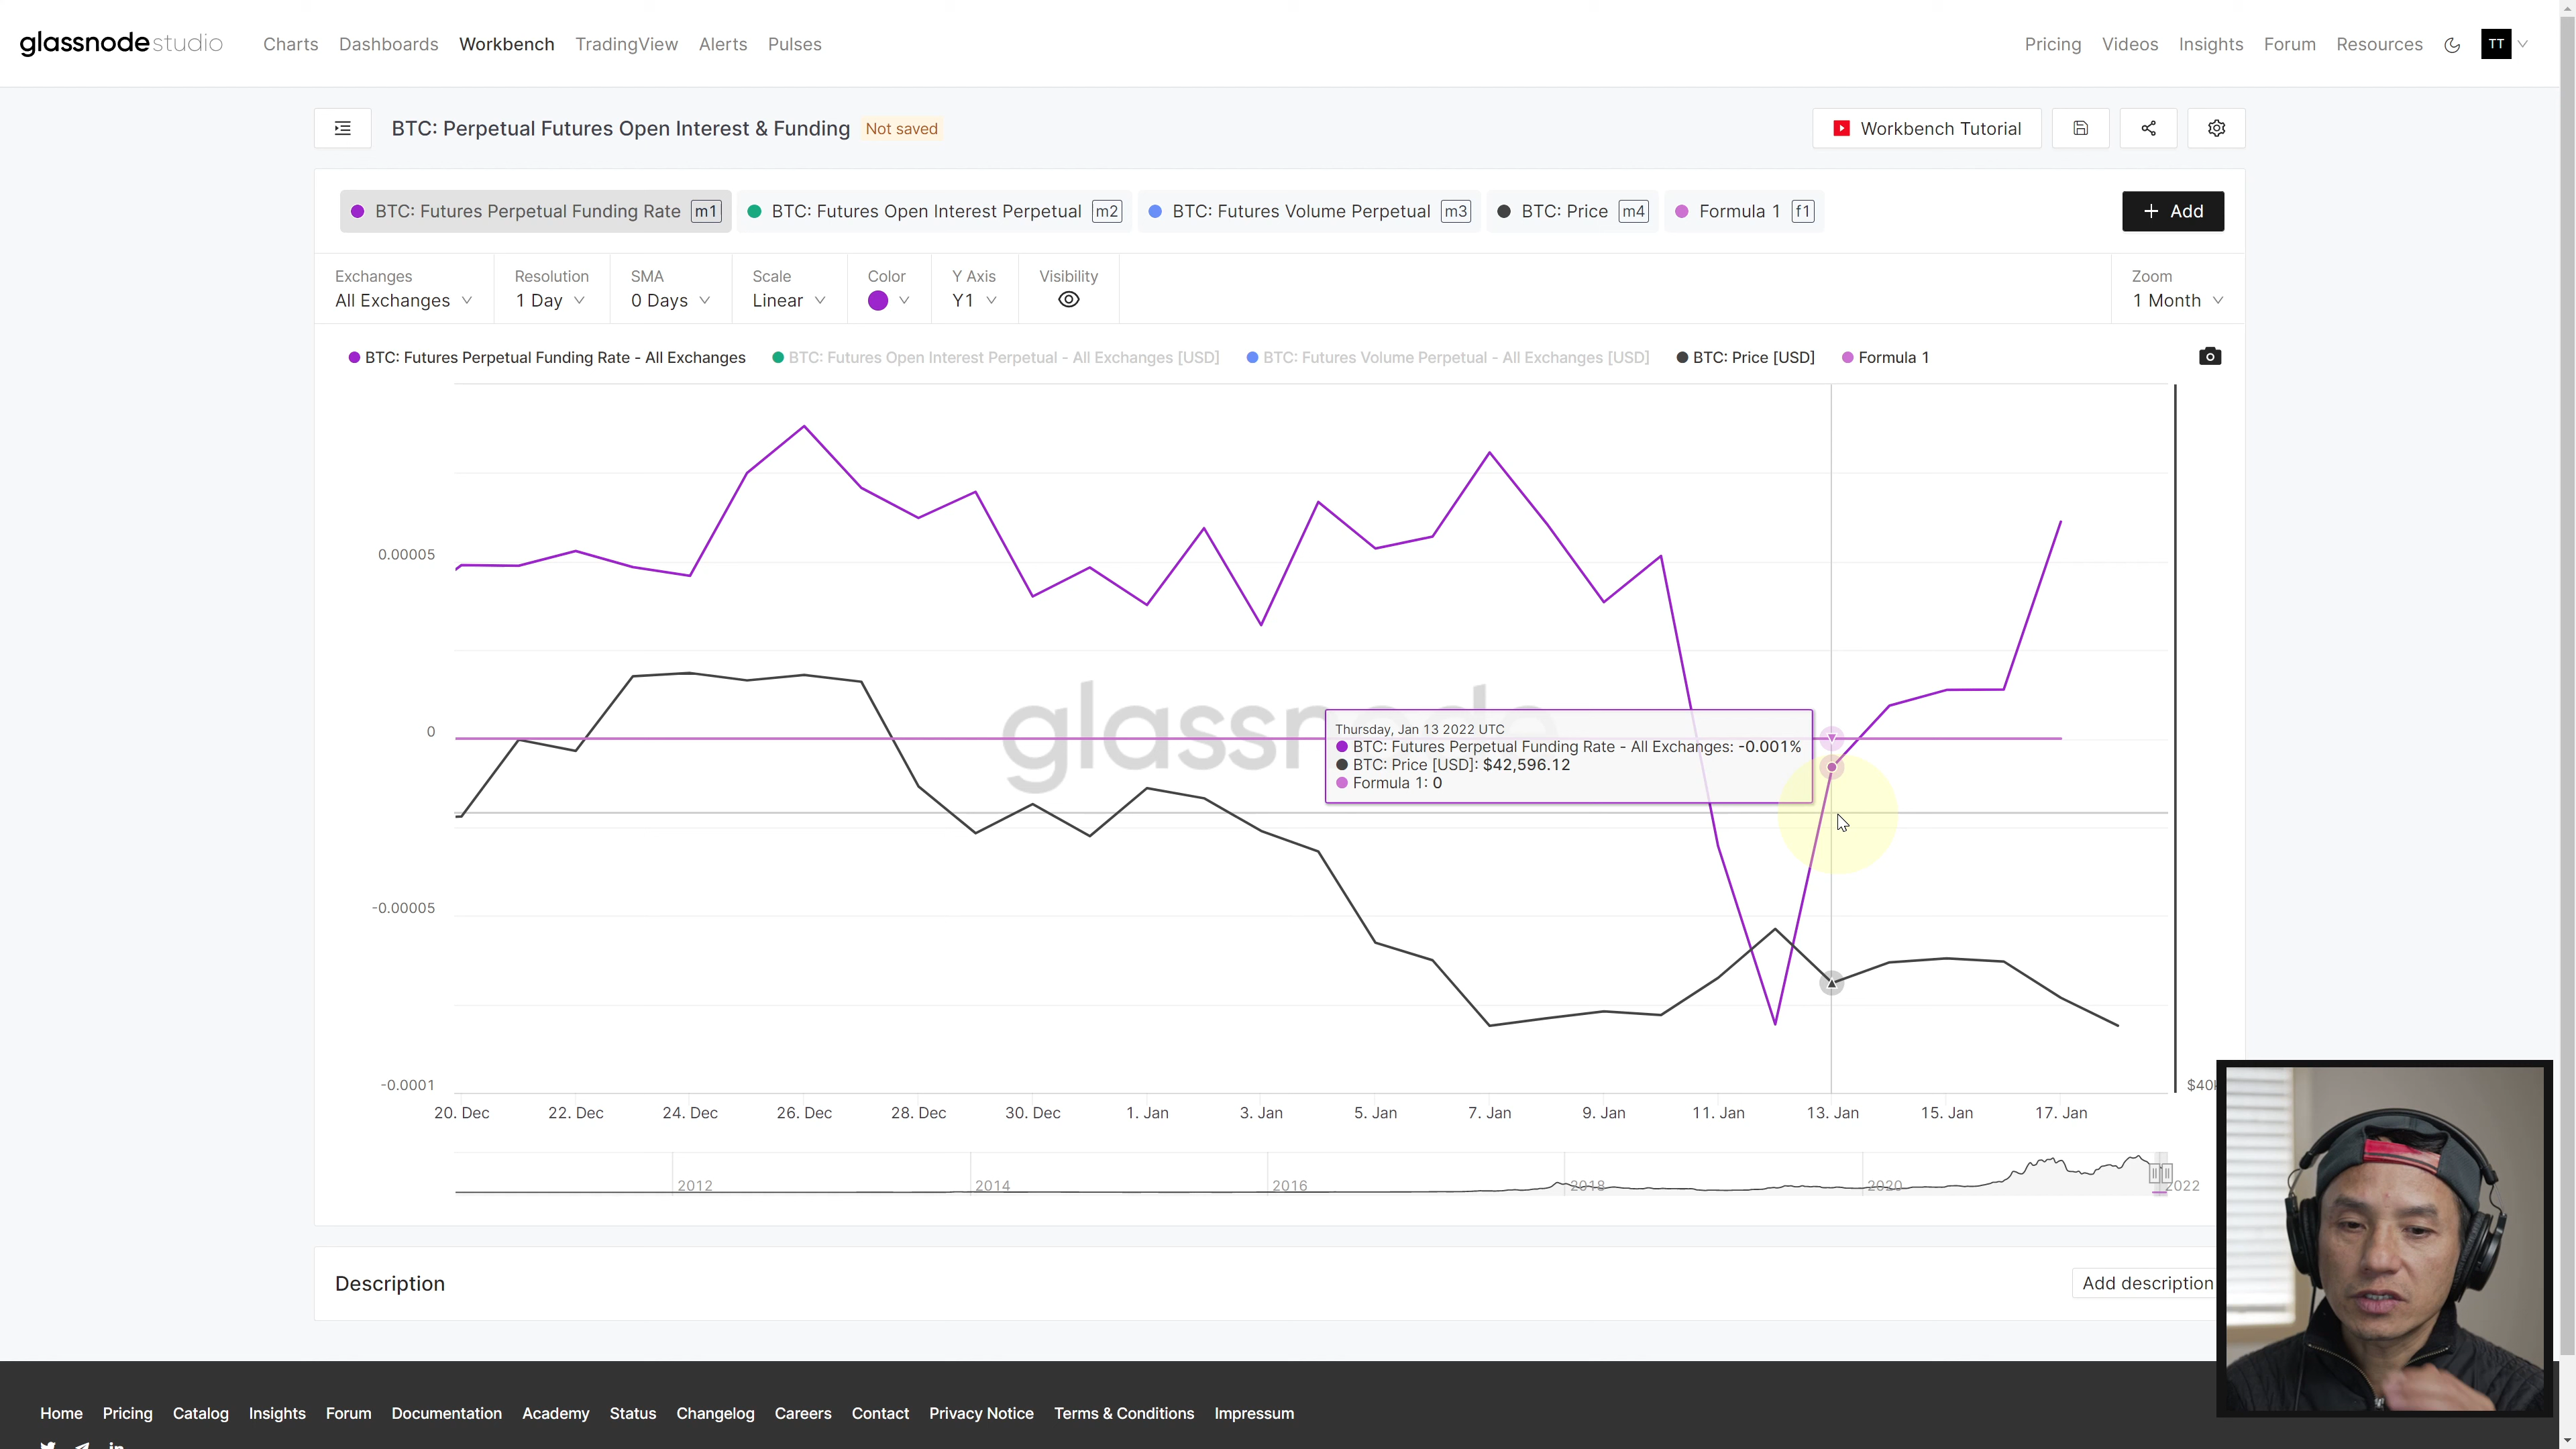 glassnodestudio Charts Dashboards Workbench TradingView Alerts Pulses Pricing Videos Insights Forum Resources TT
BTC: Perpetual Futures Open Interest & Funding Not saved Workbench Tutorial
BTC: Futures Perpetual Funding Rate m1 BTC: Futures Open Interest Perpetual m2 BTC: Futures Volume Perpetual m3 BTC: Price m4 Formula 1 f1 + Add
Exchanges Resolution SMA Scale Color Y Axis Visibility Zoom
All Exchanges 1 Day 0 Days Linear Y1 1 Month
BTC: Futures Perpetual Funding Rate - All Exchanges BTC: Futures Open Interest Perpetual - All Exchanges [USD] BTC: Futures Volume Perpetual - All Exchanges [USD] BTC: Price [USD] Formula 1
0.00005
0
-0.00005
-0.0001
glassn
Thursday, Jan 13 2022 UTC
BTC: Futures Perpetual Funding Rate - All Exchanges: -0.001%
BTC: Price [USD]: $42,596.12
Formula 1: 0
$40
20. Dec 22. Dec 24. Dec 26. Dec 28. Dec 30. Dec 1. Jan 3. Jan 5. Jan 7. Jan 9. Jan 11. Jan 13. Jan 15. Jan 17. Jan
2012 2014 2016 2018 2020 2022
Description Add description
Home Pricing Catalog Insights Forum Documentation Academy Status Changelog Careers Contact Privacy Notice Terms & Conditions Impressum